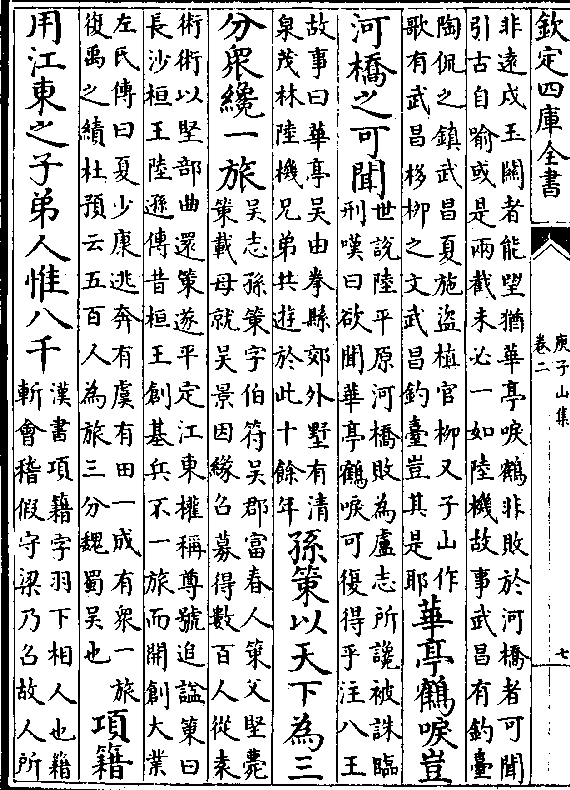 欽定四庫全書
庾子山集
卷二
七
非遠戍玉關者能望猶華亭唳鶴非敗於河橋者可聞
引古自喻或是兩截未必一如陸機故事武昌有釣臺
陶侃之鎮武昌夏施盜植官柳又子山作
歌有武昌移柳之文武昌釣臺豈其是耶
華亭鶴唳豈
河橋之可聞
世說陸平原河橋敗為盧志所讒被誅臨
刑嘆曰欲聞華亭鶴唳可復得乎注八王
故事曰華亭吴由拳縣郊外墅有清
泉茂林陸機兄弟共遊於此十餘年
孫策以天下為三
分衆纔一旅
吴志孫策字伯符吴郡富春人策父堅薨
策載母就吴景因緣召募得數百人從袁
術術以堅部曲還策遂平定江東權稱尊號追諡策曰
長沙桓王陸遜傳昔桓王創基兵不一旅而開創大業
左氏傳曰夏少康逃奔有虞有田一成有衆一旅
復禹之績杜預云五百人為旅三分魏蜀吴也
項籍
用江東之子弟人惟八千
漢書項籍字羽下相人也籍
斬會稽假守梁乃召故人所